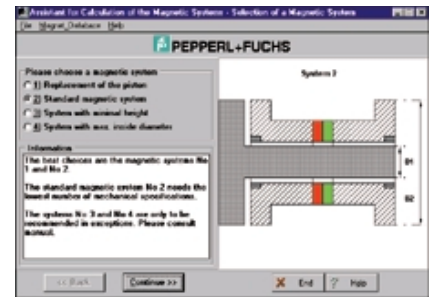 Assistant for Calculation of the Magnetic Systems - Selection of a Magnetic System
File Magnet_Database Help
PEPPERL+FUCHS
Please choose a magnetic system
1) Replacement of the piston
2) Standard magnetic system
3) System with minimal height
4) System with max. inside diameter
System 2
Information
The best choices are the magnetic systems No 1 and No 2.
The standard magnetic system No 2 needs the lowest number of mechanical specifications.
The systems No 3 and No 4 are only to be recommended in exceptions. Please consult manual.
D1
D2
<< Back
Continue >>
End
Help